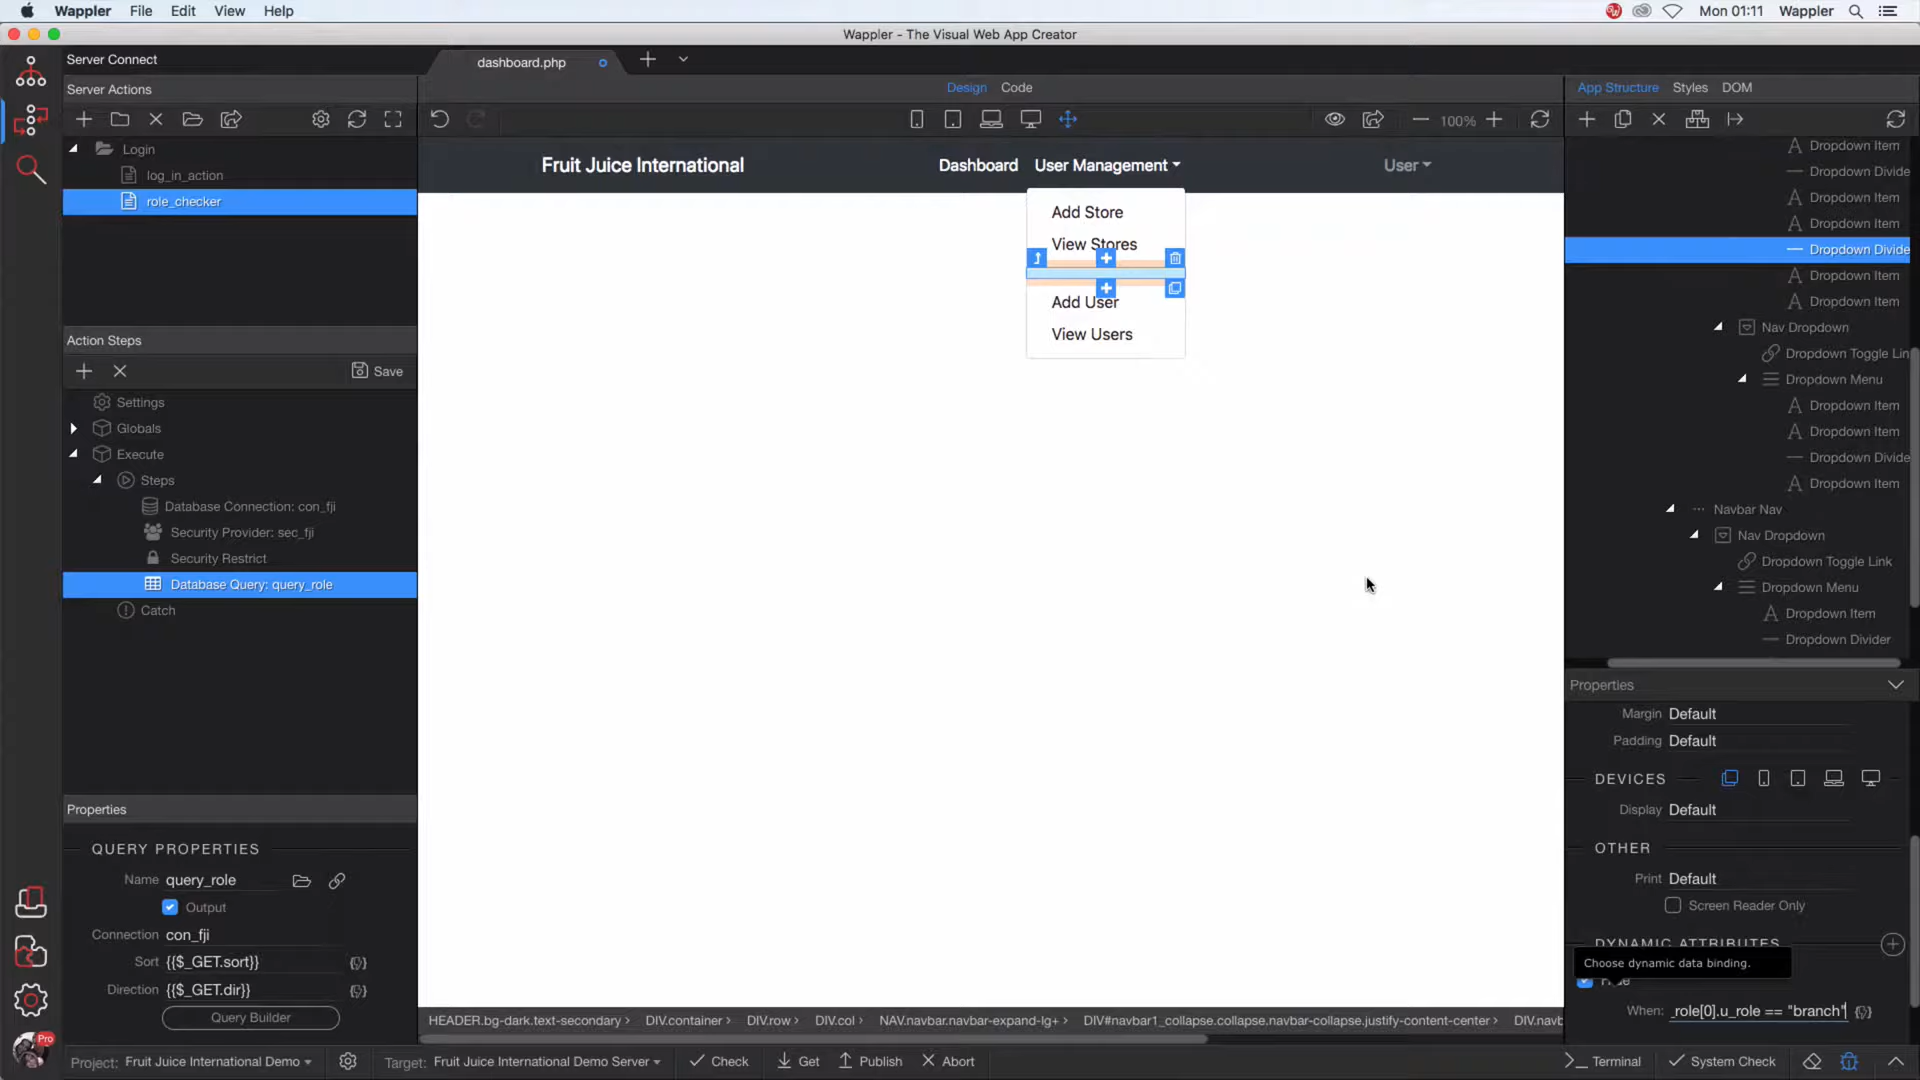 Wappler File Edit View Help
Mon 01:11 Wappler
Wappler - The Visual Web App Creator
Server Connect
dashboard.php
Server Actions
Design Code
App Structure Styles DOM
100%
Login
log_in_action
role_checker
Fruit Juice International
Dashboard User Management
User
Add Store
View Stores
Add User
View Users
Dropdown Item
Dropdown Divide
Dropdown Item
Dropdown Item
Dropdown Divide
Dropdown Item
Dropdown Item
Nav Dropdown
Dropdown Toggle Lin
Dropdown Menu
Dropdown Item
Dropdown Item
Dropdown Divide
Dropdown Item
Navbar Nav
Nav Dropdown
Dropdown Toggle Link
Dropdown Menu
Dropdown Item
Dropdown Divider
Action Steps
Save
Settings
Globals
Execute
Steps
Database Connection: con_fji
Security Provider: sec_fji
Security Restrict
Database Query: query_role
Catch
Properties
Margin Default
Padding Default
DEVICES
Display Default
OTHER
Print Default
Screen Reader Only
DYNAMIC ATTRIBUTES
Choose dynamic data binding.
When: _role[0].u_role == "branch"
Properties
QUERY PROPERTIES
Name query_role
Output
Connection con_fji
Sort {{$_GET.sort}}
Direction {{$_GET.dir}}
Query Builder
HEADER.bg-dark.text-secondary > DIV.container > DIV.row > DIV.col > NAV.navbar.navbar-expand-lg > DIV#navbar1_collapse.collapse.navbar-collapse.justify-content-center > DIV.navb
Project: Fruit Juice International Demo
Target: Fruit Juice International Demo Server
Check Get Publish Abort
Terminal System Check
Pro